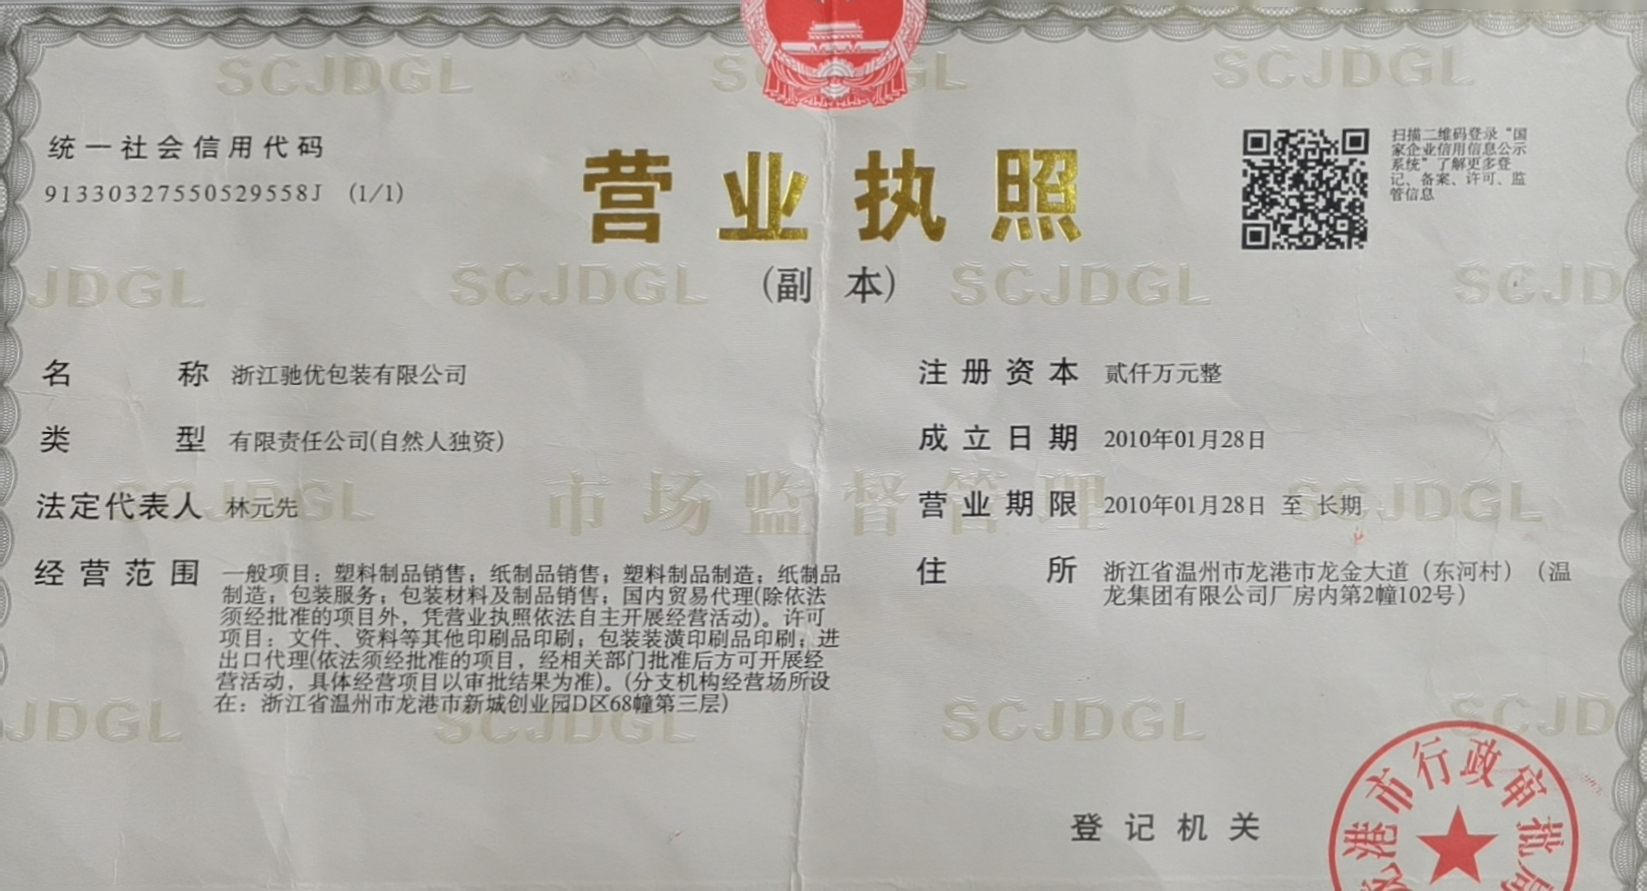 统一社会信用代码
91330327550529558J (1/1)
营业执照
(副 本)
扫描二维码登录“国
家企业信用信息公示
系统”了解更多登
记、备案、许可、监
管信息
名 称 浙江驰优包装有限公司
类 型 有限责任公司(自然人独资)
法定代表人 林元先
经营范围 一般项目：塑料制品销售；纸制品销售；塑料制品制造；纸制品
制造；包装服务；包装材料及制品销售；国内贸易代理(除依法
须经批准的项目外，凭营业执照依法自主开展经营活动)。许可
项目：文件、资料等其他印刷品印刷；包装装潢印刷品印刷；进
出口代理(依法须经批准的项目，经相关部门批准后方可开展经
营活动，具体经营项目以审批结果为准)。(分支机构经营场所设
在：浙江省温州市龙港市新城创业园D区68幢第三层)
注册资本 贰仟万元整
成立日期 2010年01月28日
营业期限 2010年01月28日 至 长期
住 所 浙江省温州市龙港市龙金大道（东河村）（温
龙集团有限公司厂房内第2幢102号）
登记机关
港市行政审批局
SCJDGL
市场监督管理